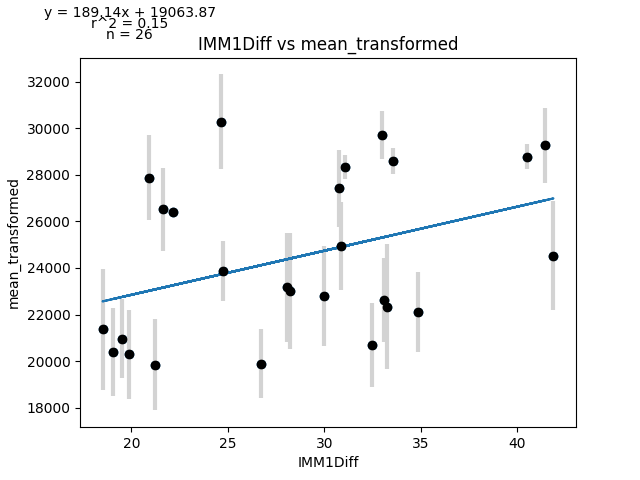 y = 189.14x + 19063.87
r^2 = 0.15
n = 26
IMM1Diff vs mean_transformed
32000
30000
28000
26000
24000
22000
20000
18000
mean_transformed
20 25 30 35 40
IMM1Diff